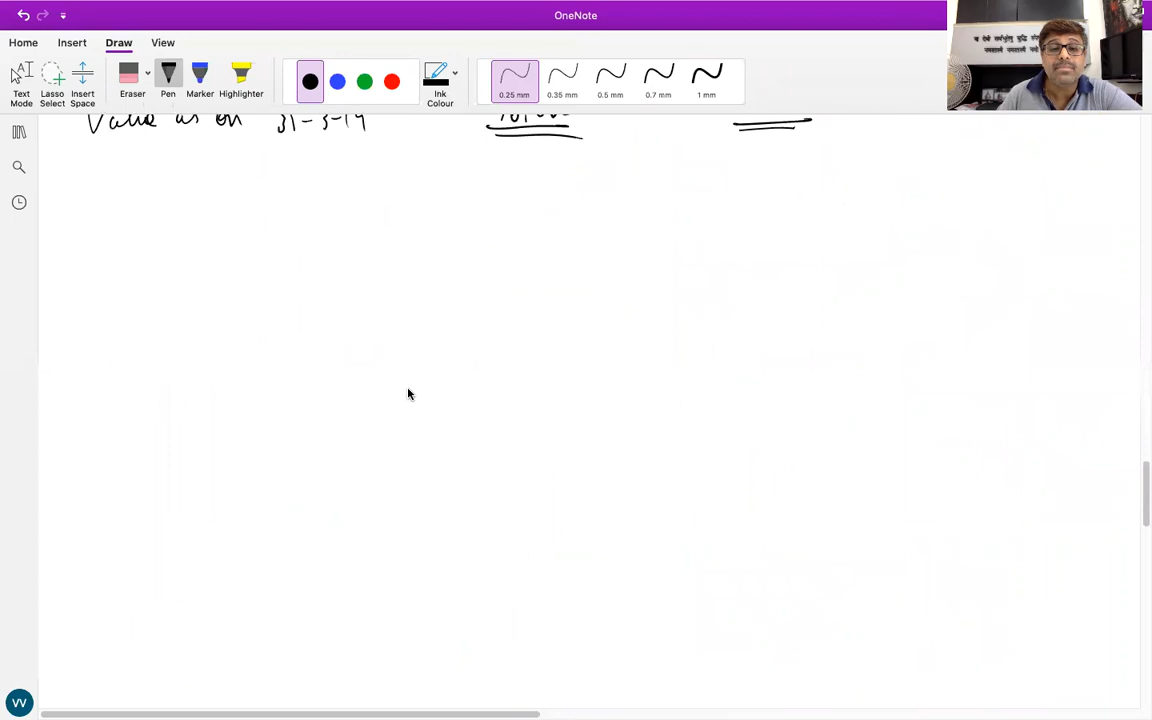 OneNote
Home Insert Draw View
Text Mode
Lasso Select
Insert Space
Eraser
Pen
Marker
Highlighter
Ink Colour
0.25 mm
0.35 mm
0.5 mm
0.7 mm
1 mm
Value as on 31-3-14
VV